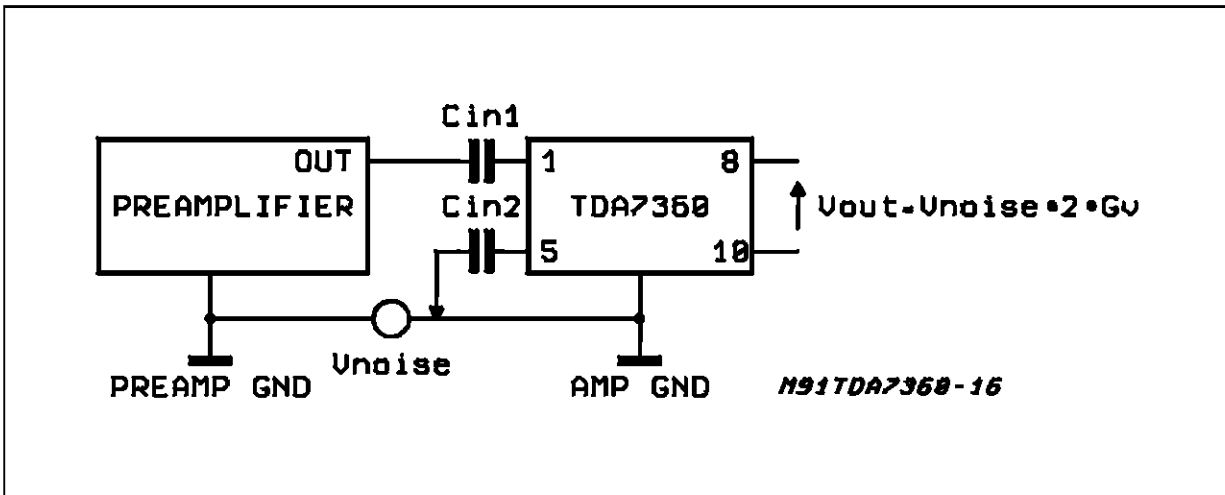 Cin1
OUT
1
8
PREAMPLIFIER
Cin2
TDA7360
Vout=Vnoise•2•Gv
5
10
Vnoise
PREAMP GND
AMP GND
M91TDA7360-16